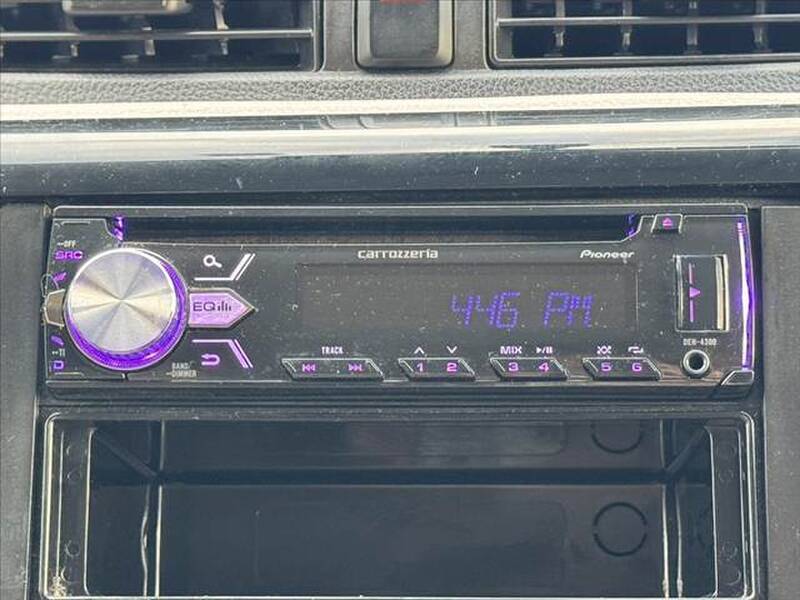 OFF
SRC
carrozzeria
Pioneer
EQ
4:46 PM
DEH-4300
TRACK
MIX
1 2 3 4 5 6
BAND/
DIMMER
D